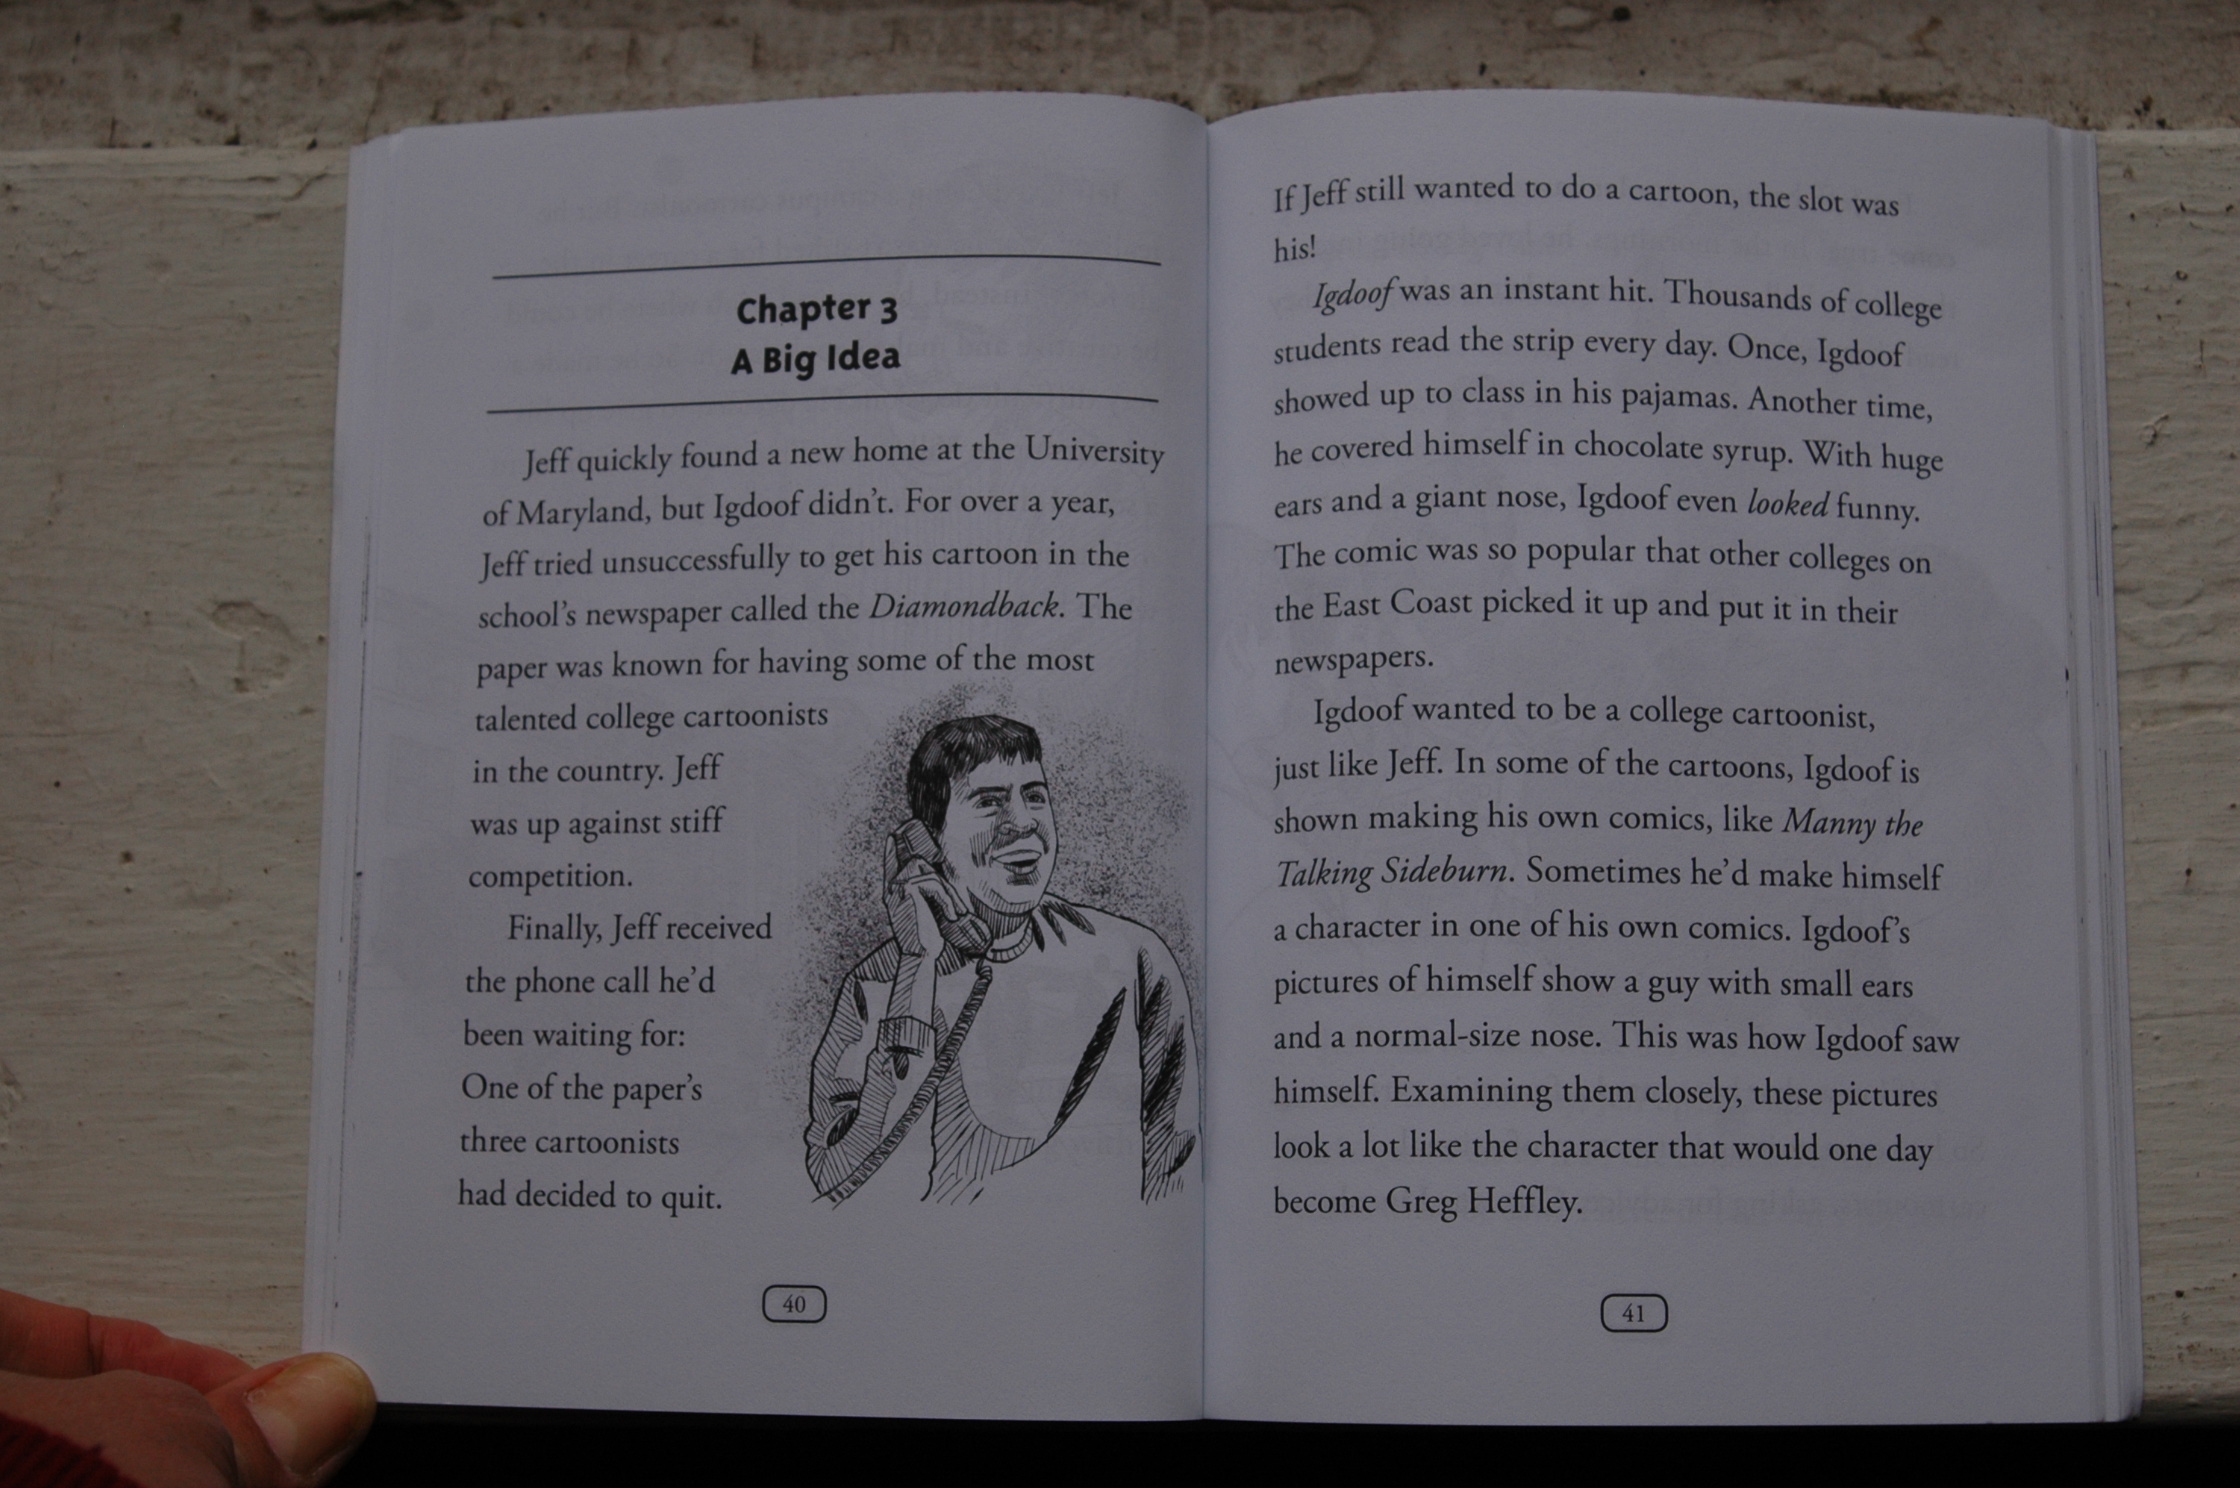 Chapter 3
A Big Idea
Jeff quickly found a new home at the University
of Maryland, but Igdoof didn't. For over a year,
Jeff tried unsuccessfully to get his cartoon in the
school's newspaper called the Diamondback. The
paper was known for having some of the most
talented college cartoonists
in the country. Jeff
was up against stiff
competition.
Finally, Jeff received
the phone call he'd
been waiting for:
One of the paper's
three cartoonists
had decided to quit.
40
If Jeff still wanted to do a cartoon, the slot was
his!
Igdoof was an instant hit. Thousands of college
students read the strip every day. Once, Igdoof
showed up to class in his pajamas. Another time,
he covered himself in chocolate syrup. With huge
ears and a giant nose, Igdoof even looked funny.
The comic was so popular that other colleges on
the East Coast picked it up and put it in their
newspapers.
Igdoof wanted to be a college cartoonist,
just like Jeff. In some of the cartoons, Igdoof is
shown making his own comics, like Manny the
Talking Sideburn. Sometimes he'd make himself
a character in one of his own comics. Igdoof's
pictures of himself show a guy with small ears
and a normal-size nose. This was how Igdoof saw
himself. Examining them closely, these pictures
look a lot like the character that would one day
become Greg Heffley.
41